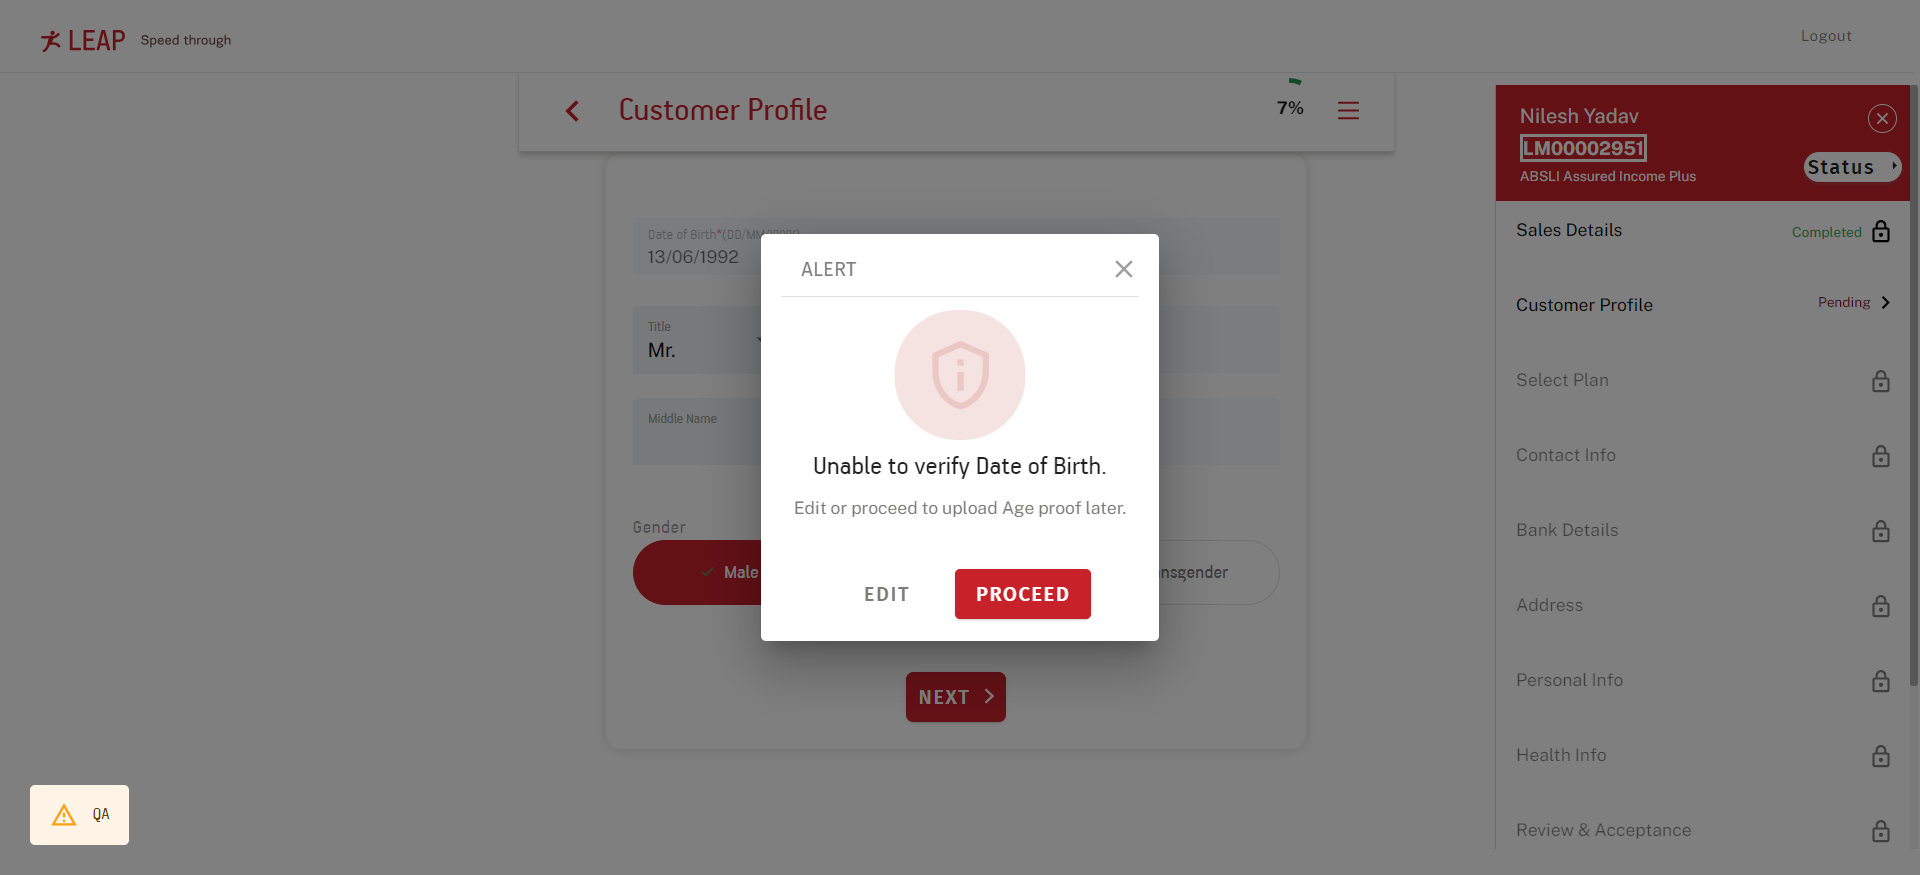 LEAP Speed through
Logout
Customer Profile
7%
Date of Birth*(DD/MM
13/06/1992
Title
Mr.
Middle Name
Gender
Male
nsgender
NEXT
ALERT
Unable to verify Date of Birth.
Edit or proceed to upload Age proof later.
EDIT PROCEED
Nilesh Yadav
LM00002951
ABSLI Assured Income Plus
Status
Sales Details Completed
Customer Profile Pending
Select Plan
Contact Info
Bank Details
Address
Personal Info
Health Info
Review & Acceptance
QA